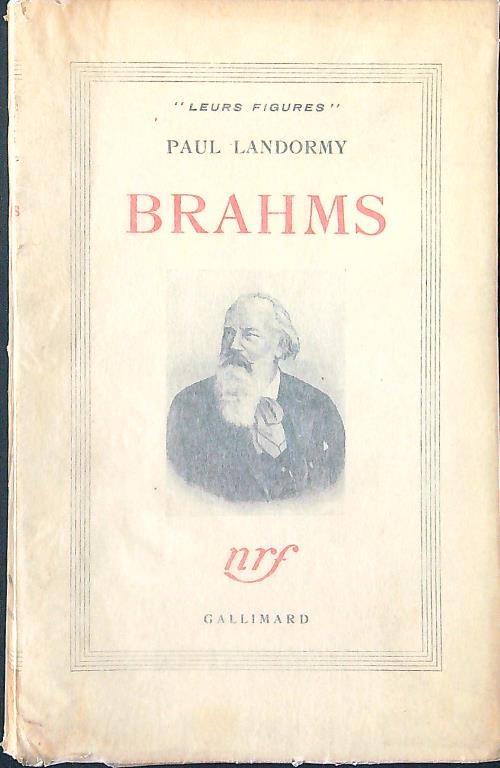 "LEURS FIGURES"
PAUL LANDORMY
BRAHMS
nrf
GALLIMARD